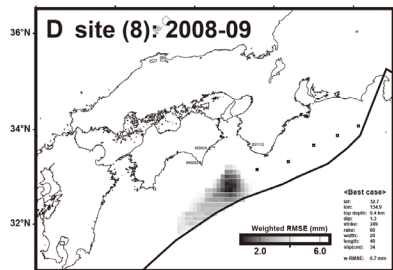 D site (8): 2008-09
36°N
34°N
32°N
Weighted RMSE (mm)
2.0 6.0
<Best case>
lat: 32.7
lon: 134.9
top depth: 5.4 km
dip: 1.3
strike: 249
rake: 88
width: 20
length: 40
slip(cm): 34
w-RMSE: 0.7 mm